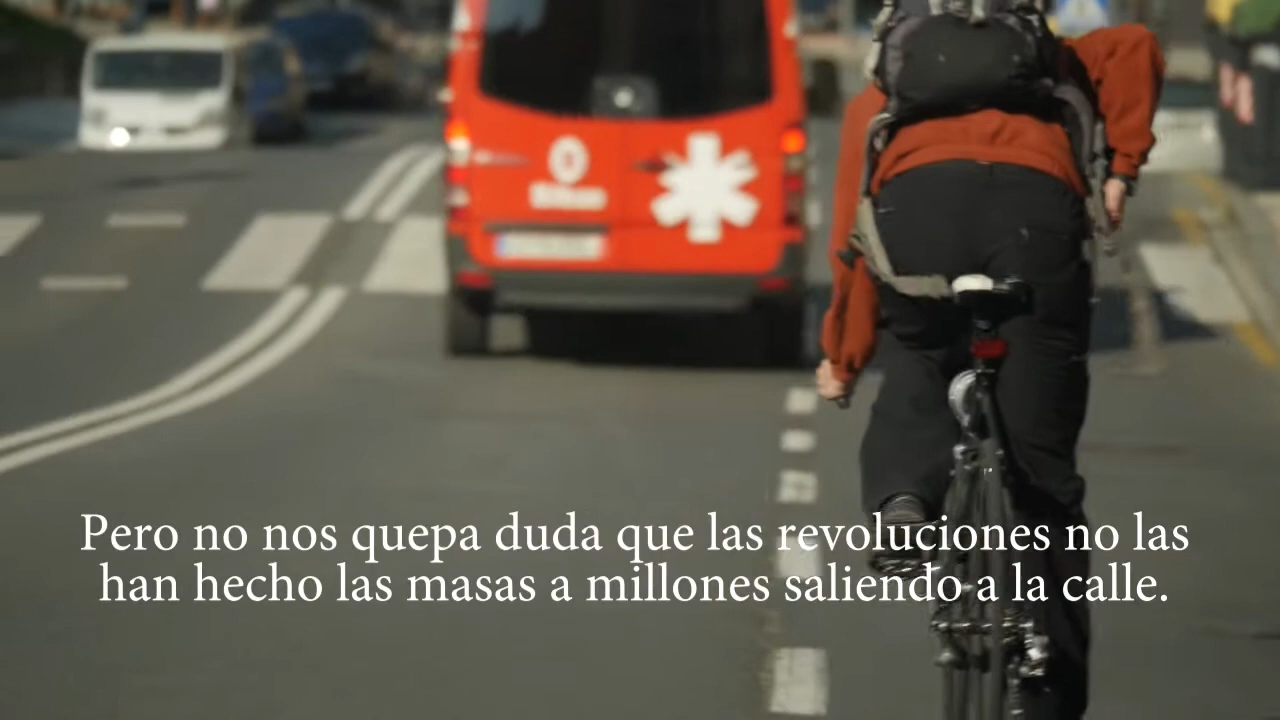 Pero no nos quepa duda que las revoluciones no las
han hecho las masas a millones saliendo a la calle.